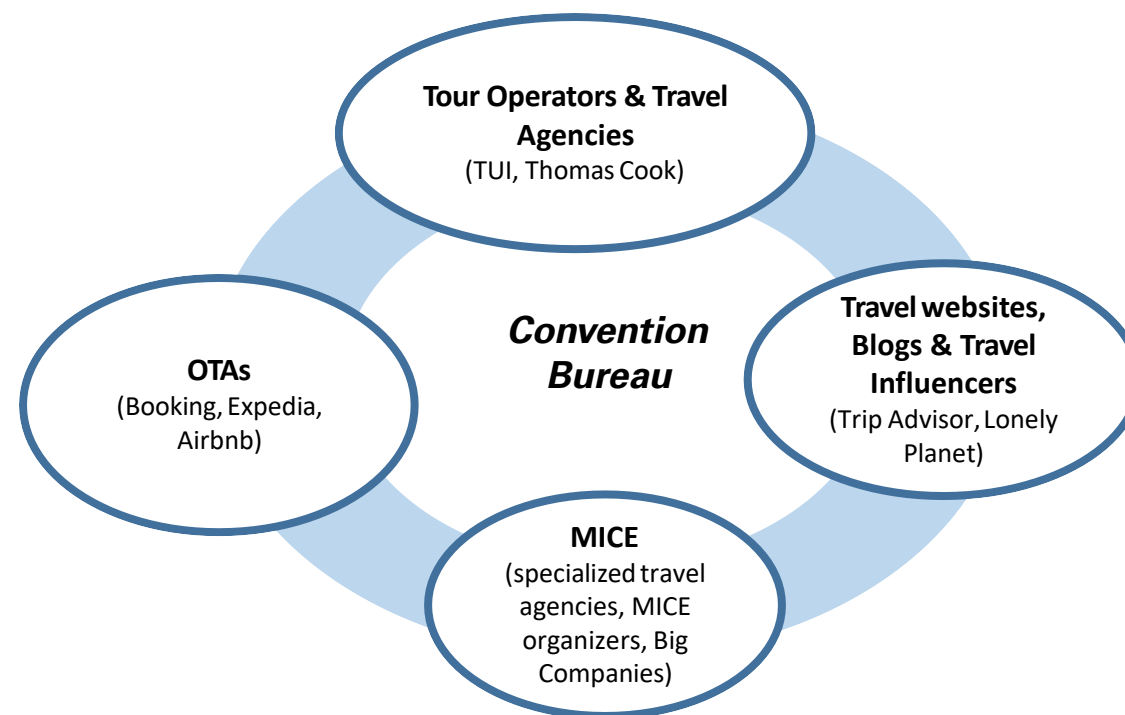 Tour Operators & Travel
Agencies
(TUI, Thomas Cook)
Convention
Bureau
Travel websites,
Blogs & Travel
Influencers
(Trip Advisor, Lonely
Planet)
OTAs
(Booking, Expedia,
Airbnb)
MICE
(specialized travel
agencies, MICE
organizers, Big
Companies)